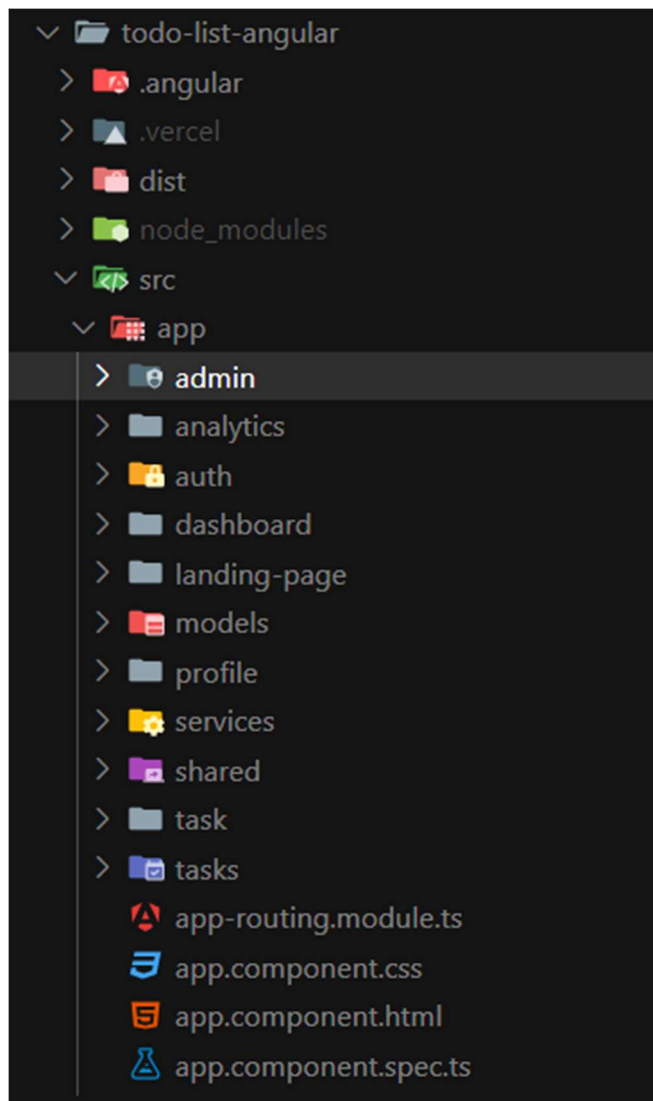 todo-list-angular
.angular
.vercel
dist
node_modules
src
app
admin
analytics
auth
dashboard
landing-page
models
profile
services
shared
task
tasks
app-routing.module.ts
app.component.css
app.component.html
app.component.spec.ts